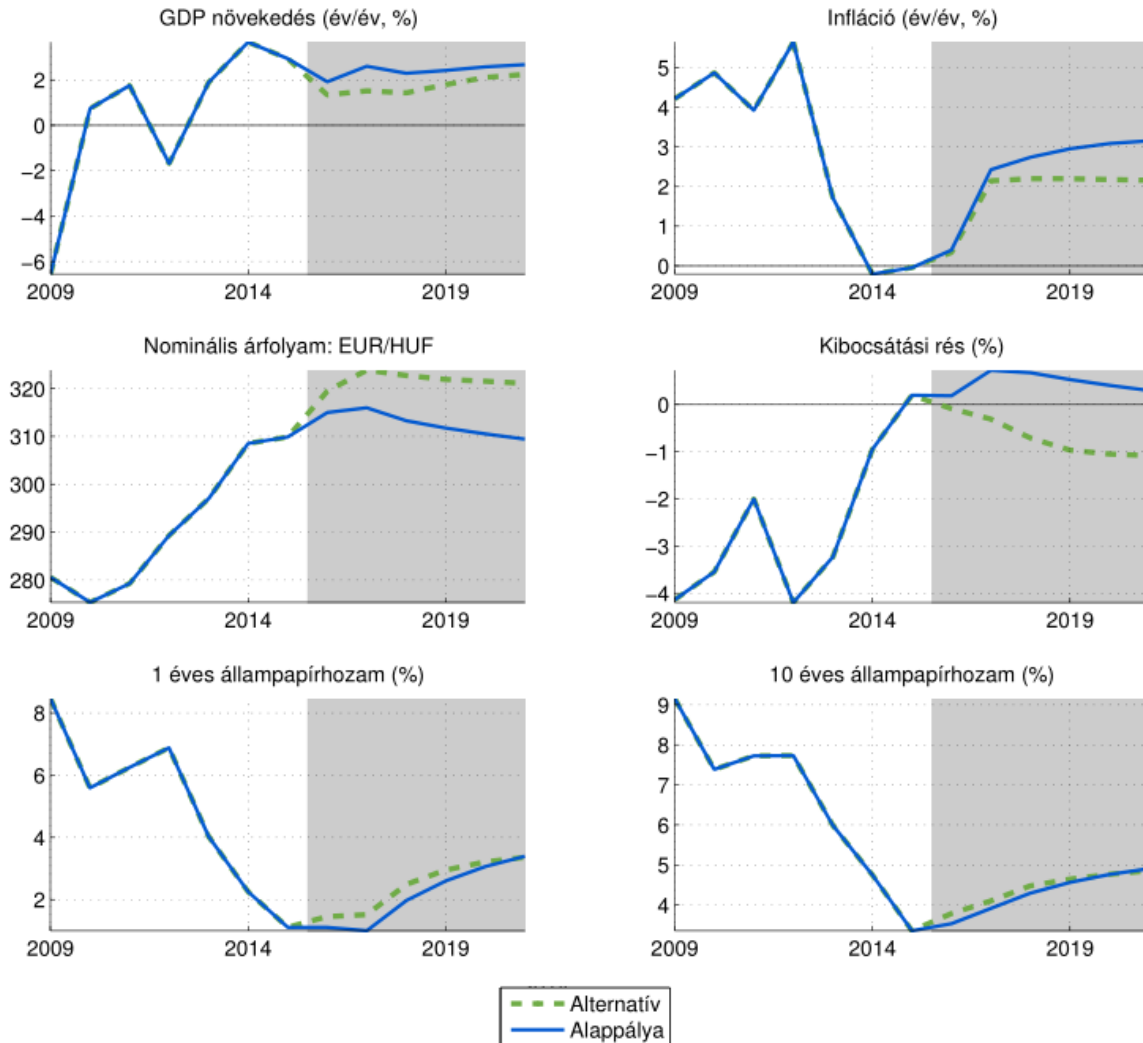 GDP növekedés (év/év, %)
2
0
−2
−4
−6
2009 2014 2019
Infláció (év/év, %)
5
4
3
2
1
0
2009 2014 2019
Nominális árfolyam: EUR/HUF
320
310
300
290
280
2009 2014 2019
Kibocsátási rés (%)
0
−1
−2
−3
−4
2009 2014 2019
1 éves állampapírhozam (%)
8
6
4
2
2009 2014 2019
10 éves állampapírhozam (%)
9
8
7
6
5
4
2009 2014 2019
Alternatív
Alappálya